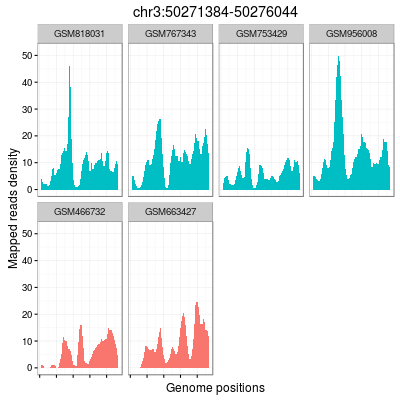 chr3:50271384-50276044
GSM818031 GSM767343 GSM753429 GSM956008
50
40
30
20
10
0
GSM466732 GSM663427
50
40
30
20
10
0
Mapped reads density
Genome positions